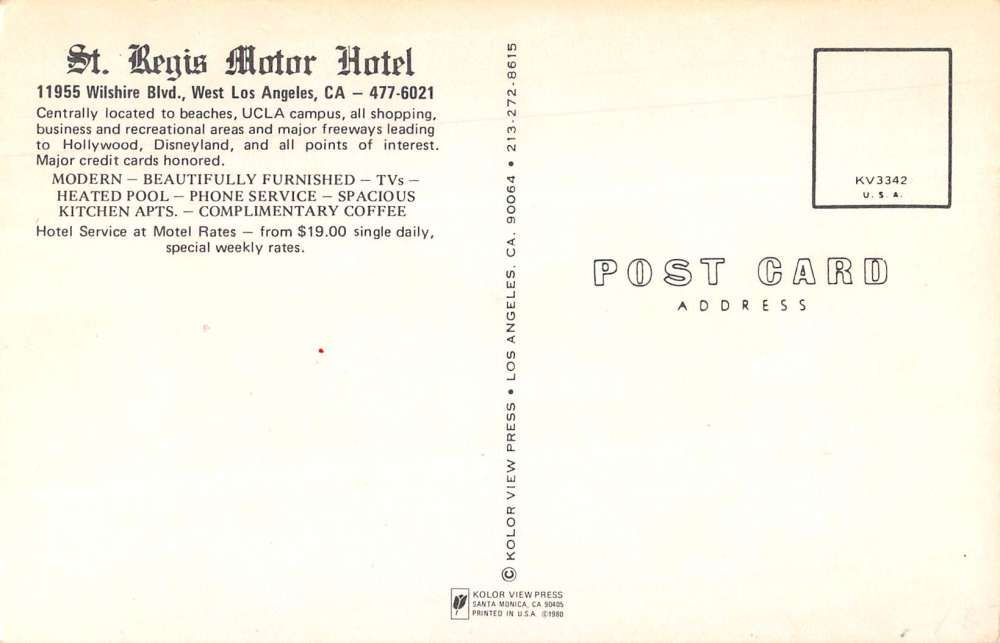 St. Regis Motor Hotel
11955 Wilshire Blvd., West Los Angeles, CA — 477-6021
Centrally located to beaches, UCLA campus, all shopping,
business and recreational areas and major freeways leading
to Hollywood, Disneyland, and all points of interest.
Major credit cards honored.
MODERN — BEAUTIFULLY FURNISHED — TVs —
HEATED POOL — PHONE SERVICE — SPACIOUS
KITCHEN APTS. — COMPLIMENTARY COFFEE
Hotel Service at Motel Rates — from $19.00 single daily,
special weekly rates.
© KOLOR VIEW PRESS • LOS ANGELES, CA. 90064 • 213-272-8615
KOLOR VIEW PRESS
SANTA MONICA, CA 90405
PRINTED IN U.S.A. ©1980
KV3342
U. S. A.
POST CARD
ADDRESS